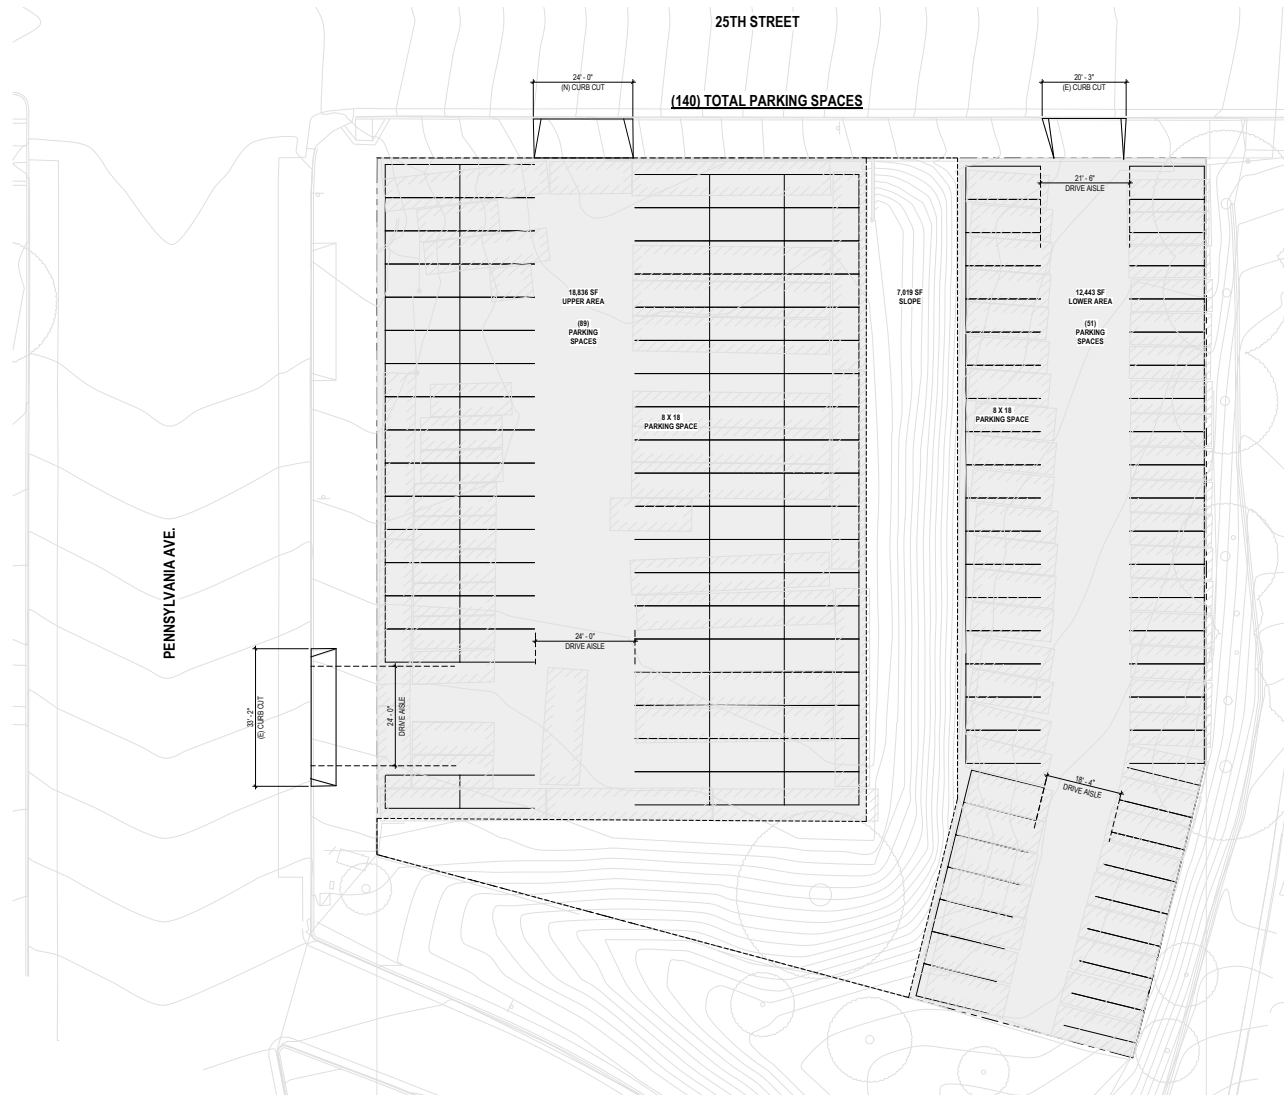 25TH STREET
24' - 0"
(N) CURB CUT
(140) TOTAL PARKING SPACES
20' - 3"
(E) CURB CUT
21' - 6"
DRIVE AISLE
18,836 SF
UPPER AREA
(89)
PARKING
SPACES
7,019 SF
SLOPE
12,443 SF
LOWER AREA
(51)
PARKING
SPACES
8 X 18
PARKING SPACE
8 X 18
PARKING SPACE
PENNSYLVANIA AVE.
24' - 0"
DRIVE AISLE
33' - 2"
(E) CURB CUT
24' - 0"
DRIVE AISLE
18' - 4"
DRIVE AISLE